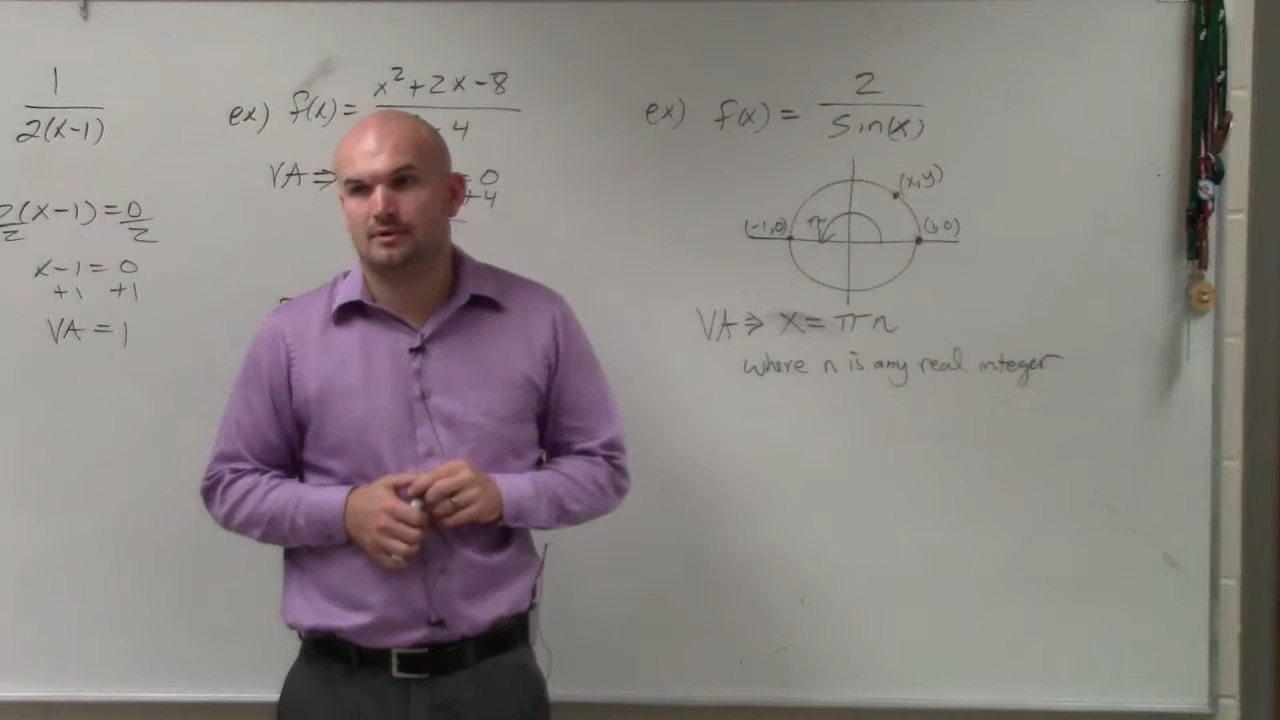 1
2(x-1)
2(x-1)=0
2 2
x-1=0
+1 +1
VA=1
ex) f(x)= x²+2x-8
- 4
VA⇒ =0
+4
ex) f(x)= 2
sin(x)
(x,y)
(-1,0) π (1,0)
VA⇒ x=πn
where n is any real integer